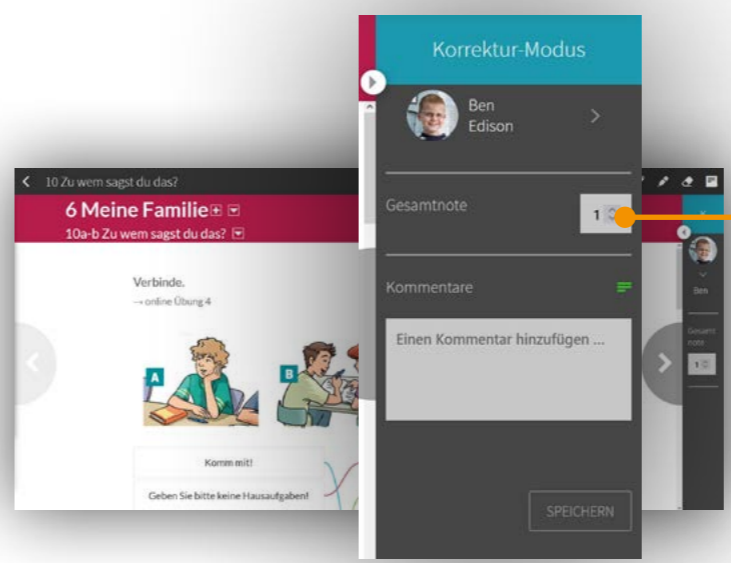 Korrektur-Modus
Ben
Edison
Gesamtnote
1
Kommentare
Einen Kommentar hinzufügen ...
SPEICHERN
10 Zu wem sagst du das?
6 Meine Familie
10a-b Zu wem sagst du das?
Verbinde.
→ online Übung 4
A
B
Komm mit!
Geben Sie bitte keine Hausaufgaben!
Ben
Gesamt
note
1